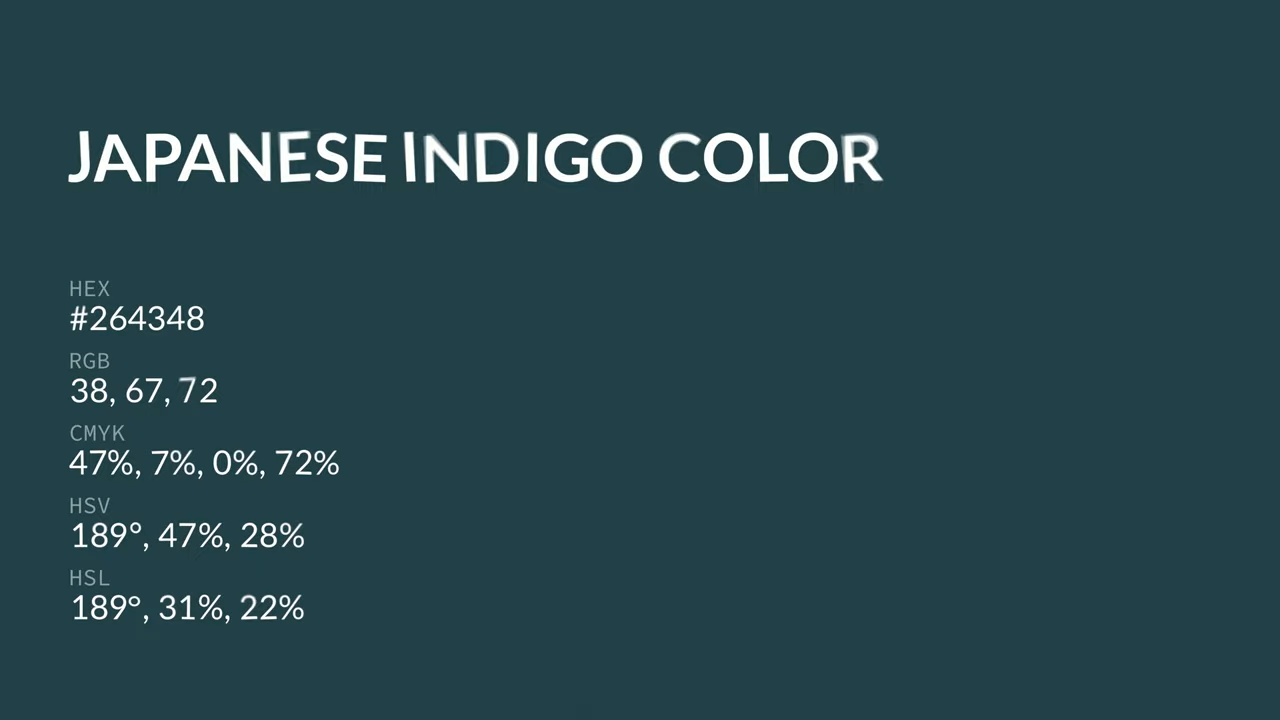 JAPANESE INDIGO COLOR
HEX
#264348
RGB
38, 67, 72
CMYK
47%, 7%, 0%, 72%
HSV
189°, 47%, 28%
HSL
189°, 31%, 22%